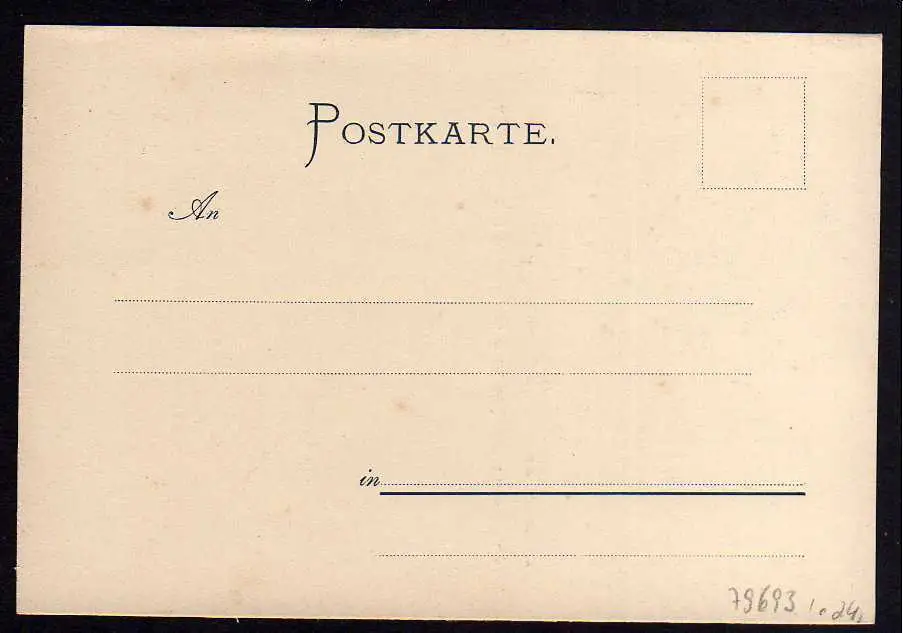 POSTKARTE.
An
in
79693